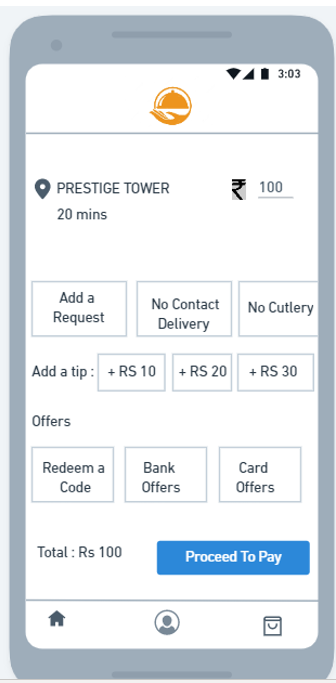 3:03
PRESTIGE TOWER ₹ 100
20 mins
Add a
Request
No Contact
Delivery
No Cutlery
Add a tip : + RS 10 + RS 20 + RS 30
Offers
Redeem a
Code
Bank
Offers
Card
Offers
Total : Rs 100 Proceed To Pay